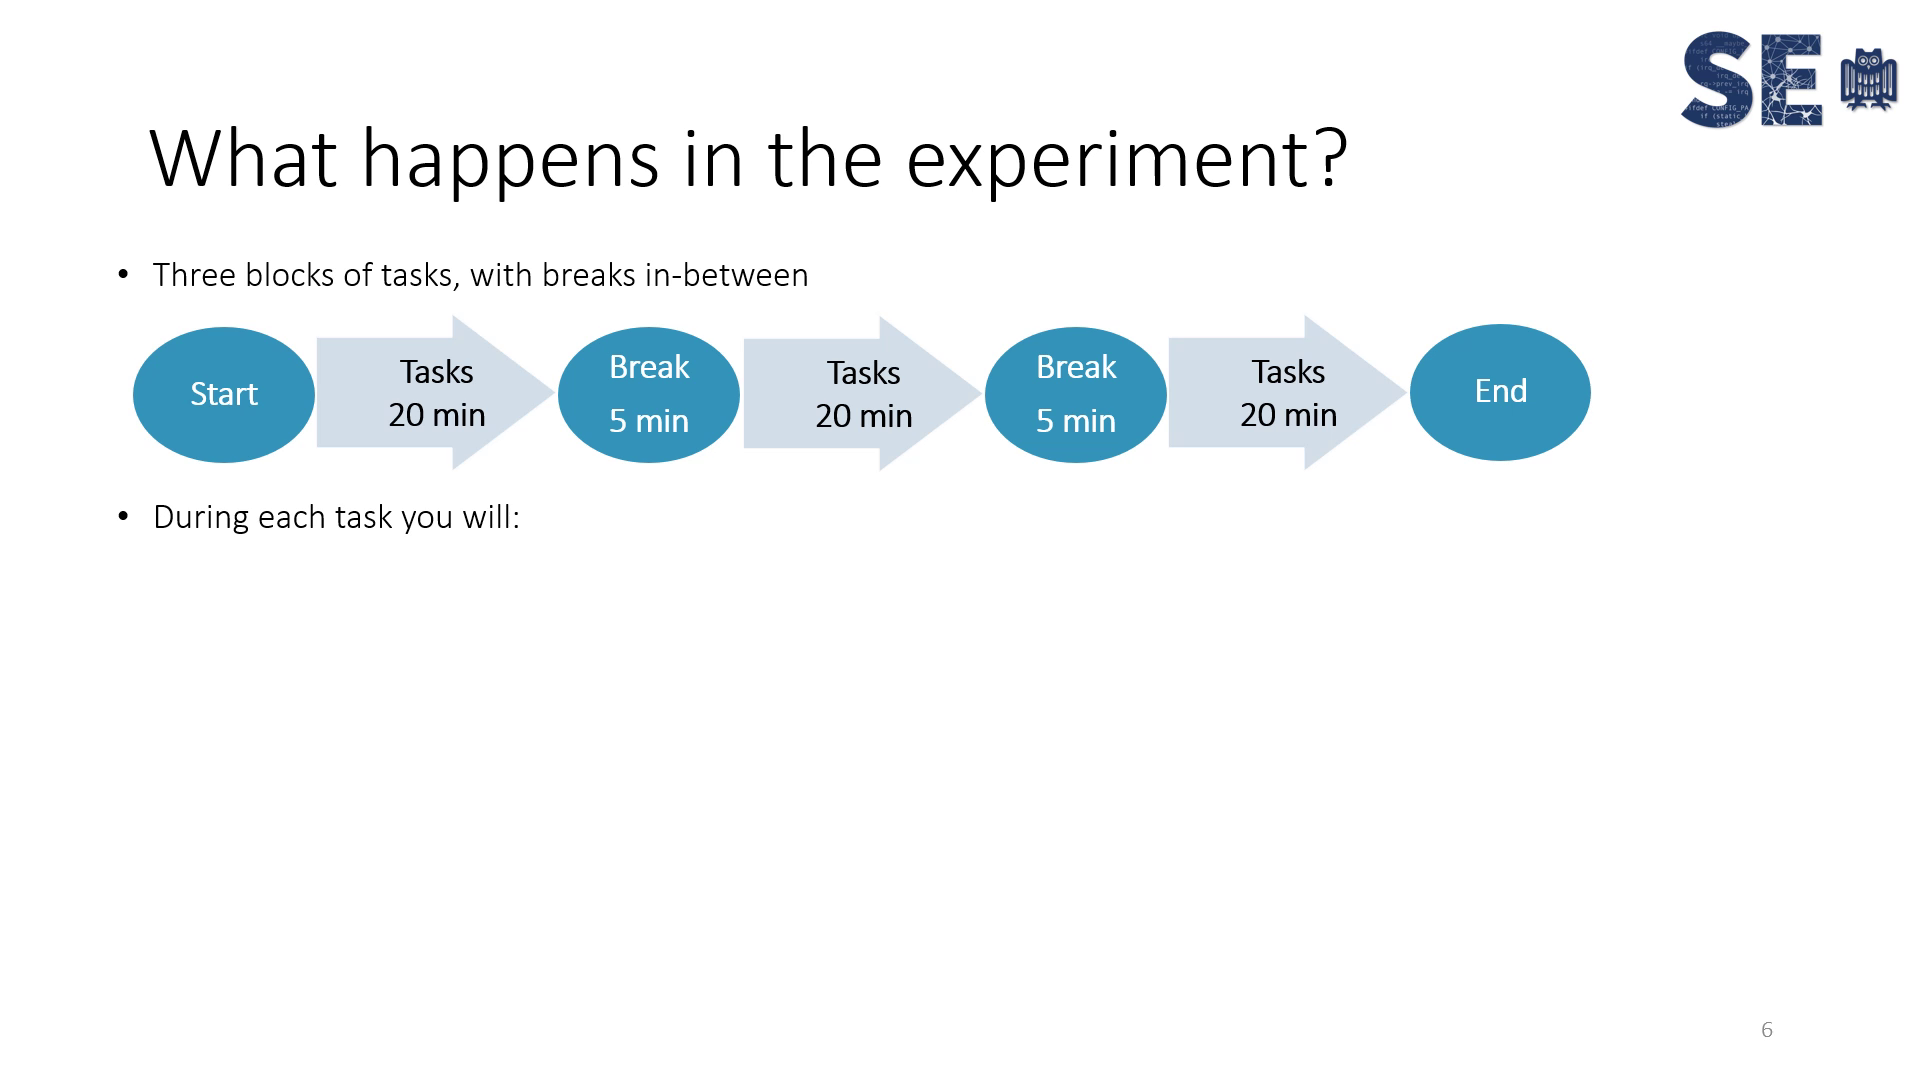 SE
What happens in the experiment?
• Three blocks of tasks, with breaks in-between
Start
Tasks
20 min
Break
5 min
Tasks
20 min
Break
5 min
Tasks
20 min
End
• During each task you will:
6